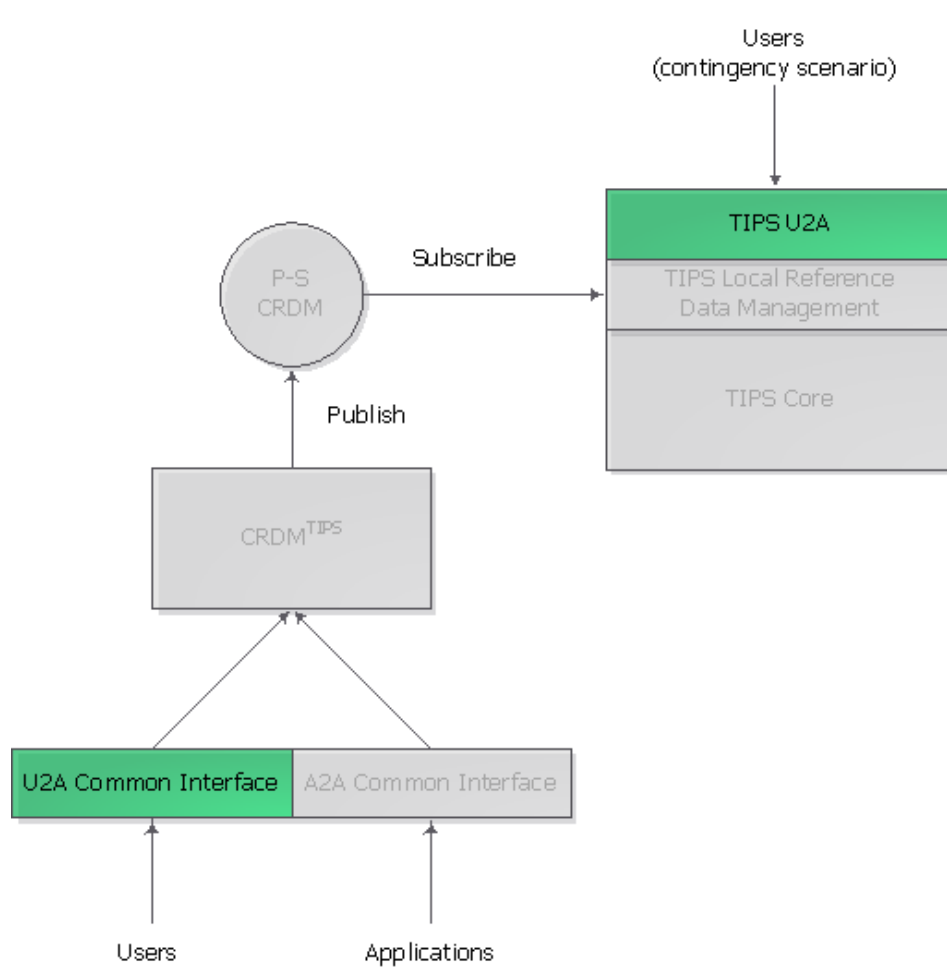 Users
(contingency scenario)
TIPS U2A
Subscribe
P-S
CRDM
TIPS Local Reference
Data Management
TIPS Core
Publish
CRDMᵀᴵᴾˢ
U2A Common Interface
A2A Common Interface
Users
Applications